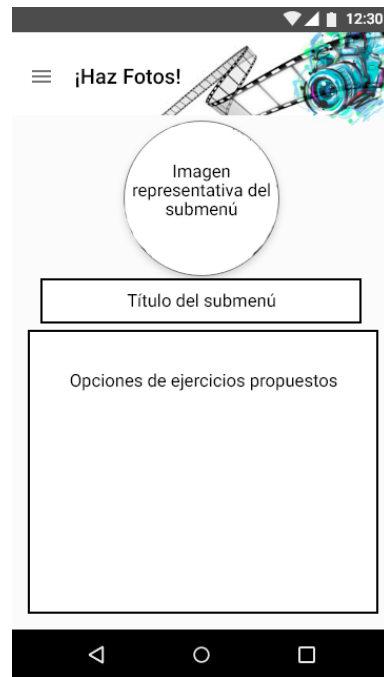 12:30
¡Haz Fotos!
Imagen
representativa del
submenú
Título del submenú
Opciones de ejercicios propuestos